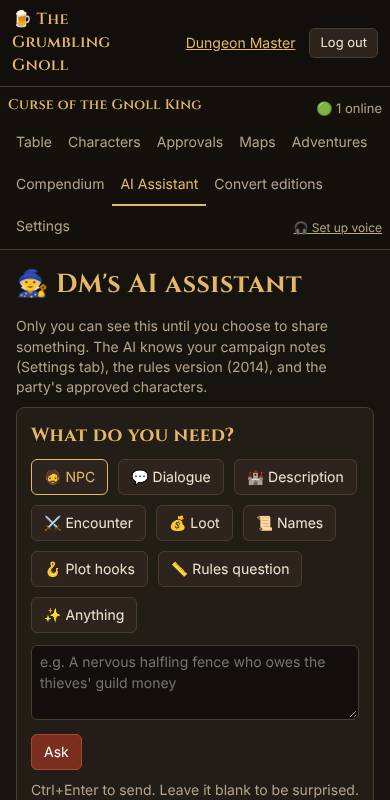 🍺 The
Grumbling
Gnoll
Dungeon Master
Log out
Curse of the Gnoll King
🟢 1 online
Table Characters Approvals Maps Adventures
Compendium AI Assistant Convert editions
Settings
🎧 Set up voice
🧙 DM's AI assistant
Only you can see this until you choose to share
something. The AI knows your campaign notes
(Settings tab), the rules version (2014), and the
party's approved characters.
What do you need?
🧔 NPC 💬 Dialogue 🏰 Description
⚔️ Encounter 💰 Loot 📜 Names
🪝 Plot hooks 📏 Rules question
✨ Anything
e.g. A nervous halfling fence who owes the
thieves' guild money
Ask
Ctrl+Enter to send. Leave it blank to be surprised.